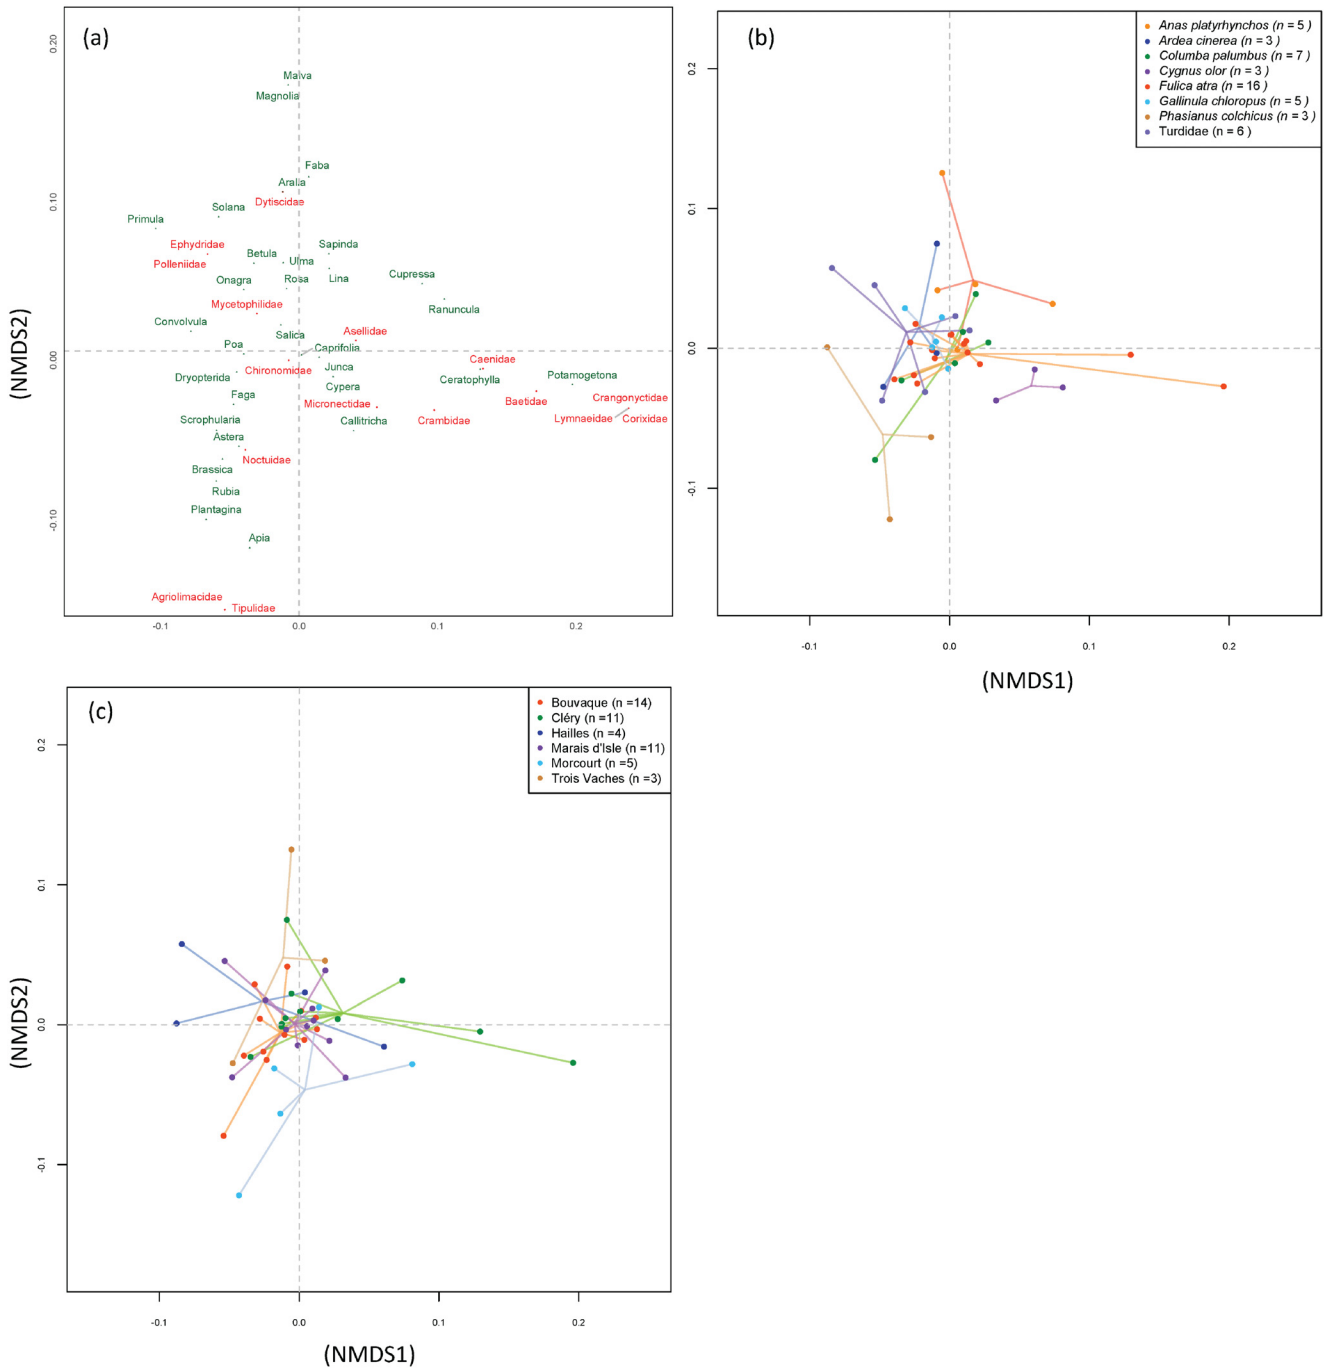 (a)
0.20
0.10
0.00
-0.10
(NMDS2)
Malva
Magnolia
Faba
Aralia
Dytiscidae
Solana
Primula
Ephydridae
Polleniidae
Betula
Ulma
Sapinda
Onagra
Rosa
Lina
Cupressa
Ranuncula
Mycetophilidae
Convolvula
Salica
Asellidae
Poa
Caprifolia
Chironomidae
Junca
Caenidae
Dryopterida
Cypera
Ceratophylla
Potamogetona
Faga
Micronectidae
Baetidae
Crangonyctidae
Scrophularia
Callitricha
Crambidae
Lymnaeidae
Corixidae
Astera
Noctuidae
Brassica
Rubia
Plantagina
Apia
Agriolimacidae
Tipulidae
-0.1
0.0
0.1
0.2
(b)
Anas platyrhynchos (n = 5 )
Ardea cinerea (n = 3 )
Columba palumbus (n = 7 )
Cygnus olor (n = 3 )
Fulica atra (n = 16 )
Gallinula chloropus (n = 5 )
Phasianus colchicus (n = 3 )
Turdidae (n = 6 )
0.2
0.1
0.0
-0.1
-0.1
0.0
0.1
0.2
(NMDS1)
(c)
Bouvaque (n =14)
Cléry (n =11)
Hailles (n =4)
Marais d'Isle (n =11)
Morcourt (n =5)
Trois Vaches (n =3)
0.2
0.1
0.0
-0.1
(NMDS2)
-0.1
0.0
0.1
0.2
(NMDS1)